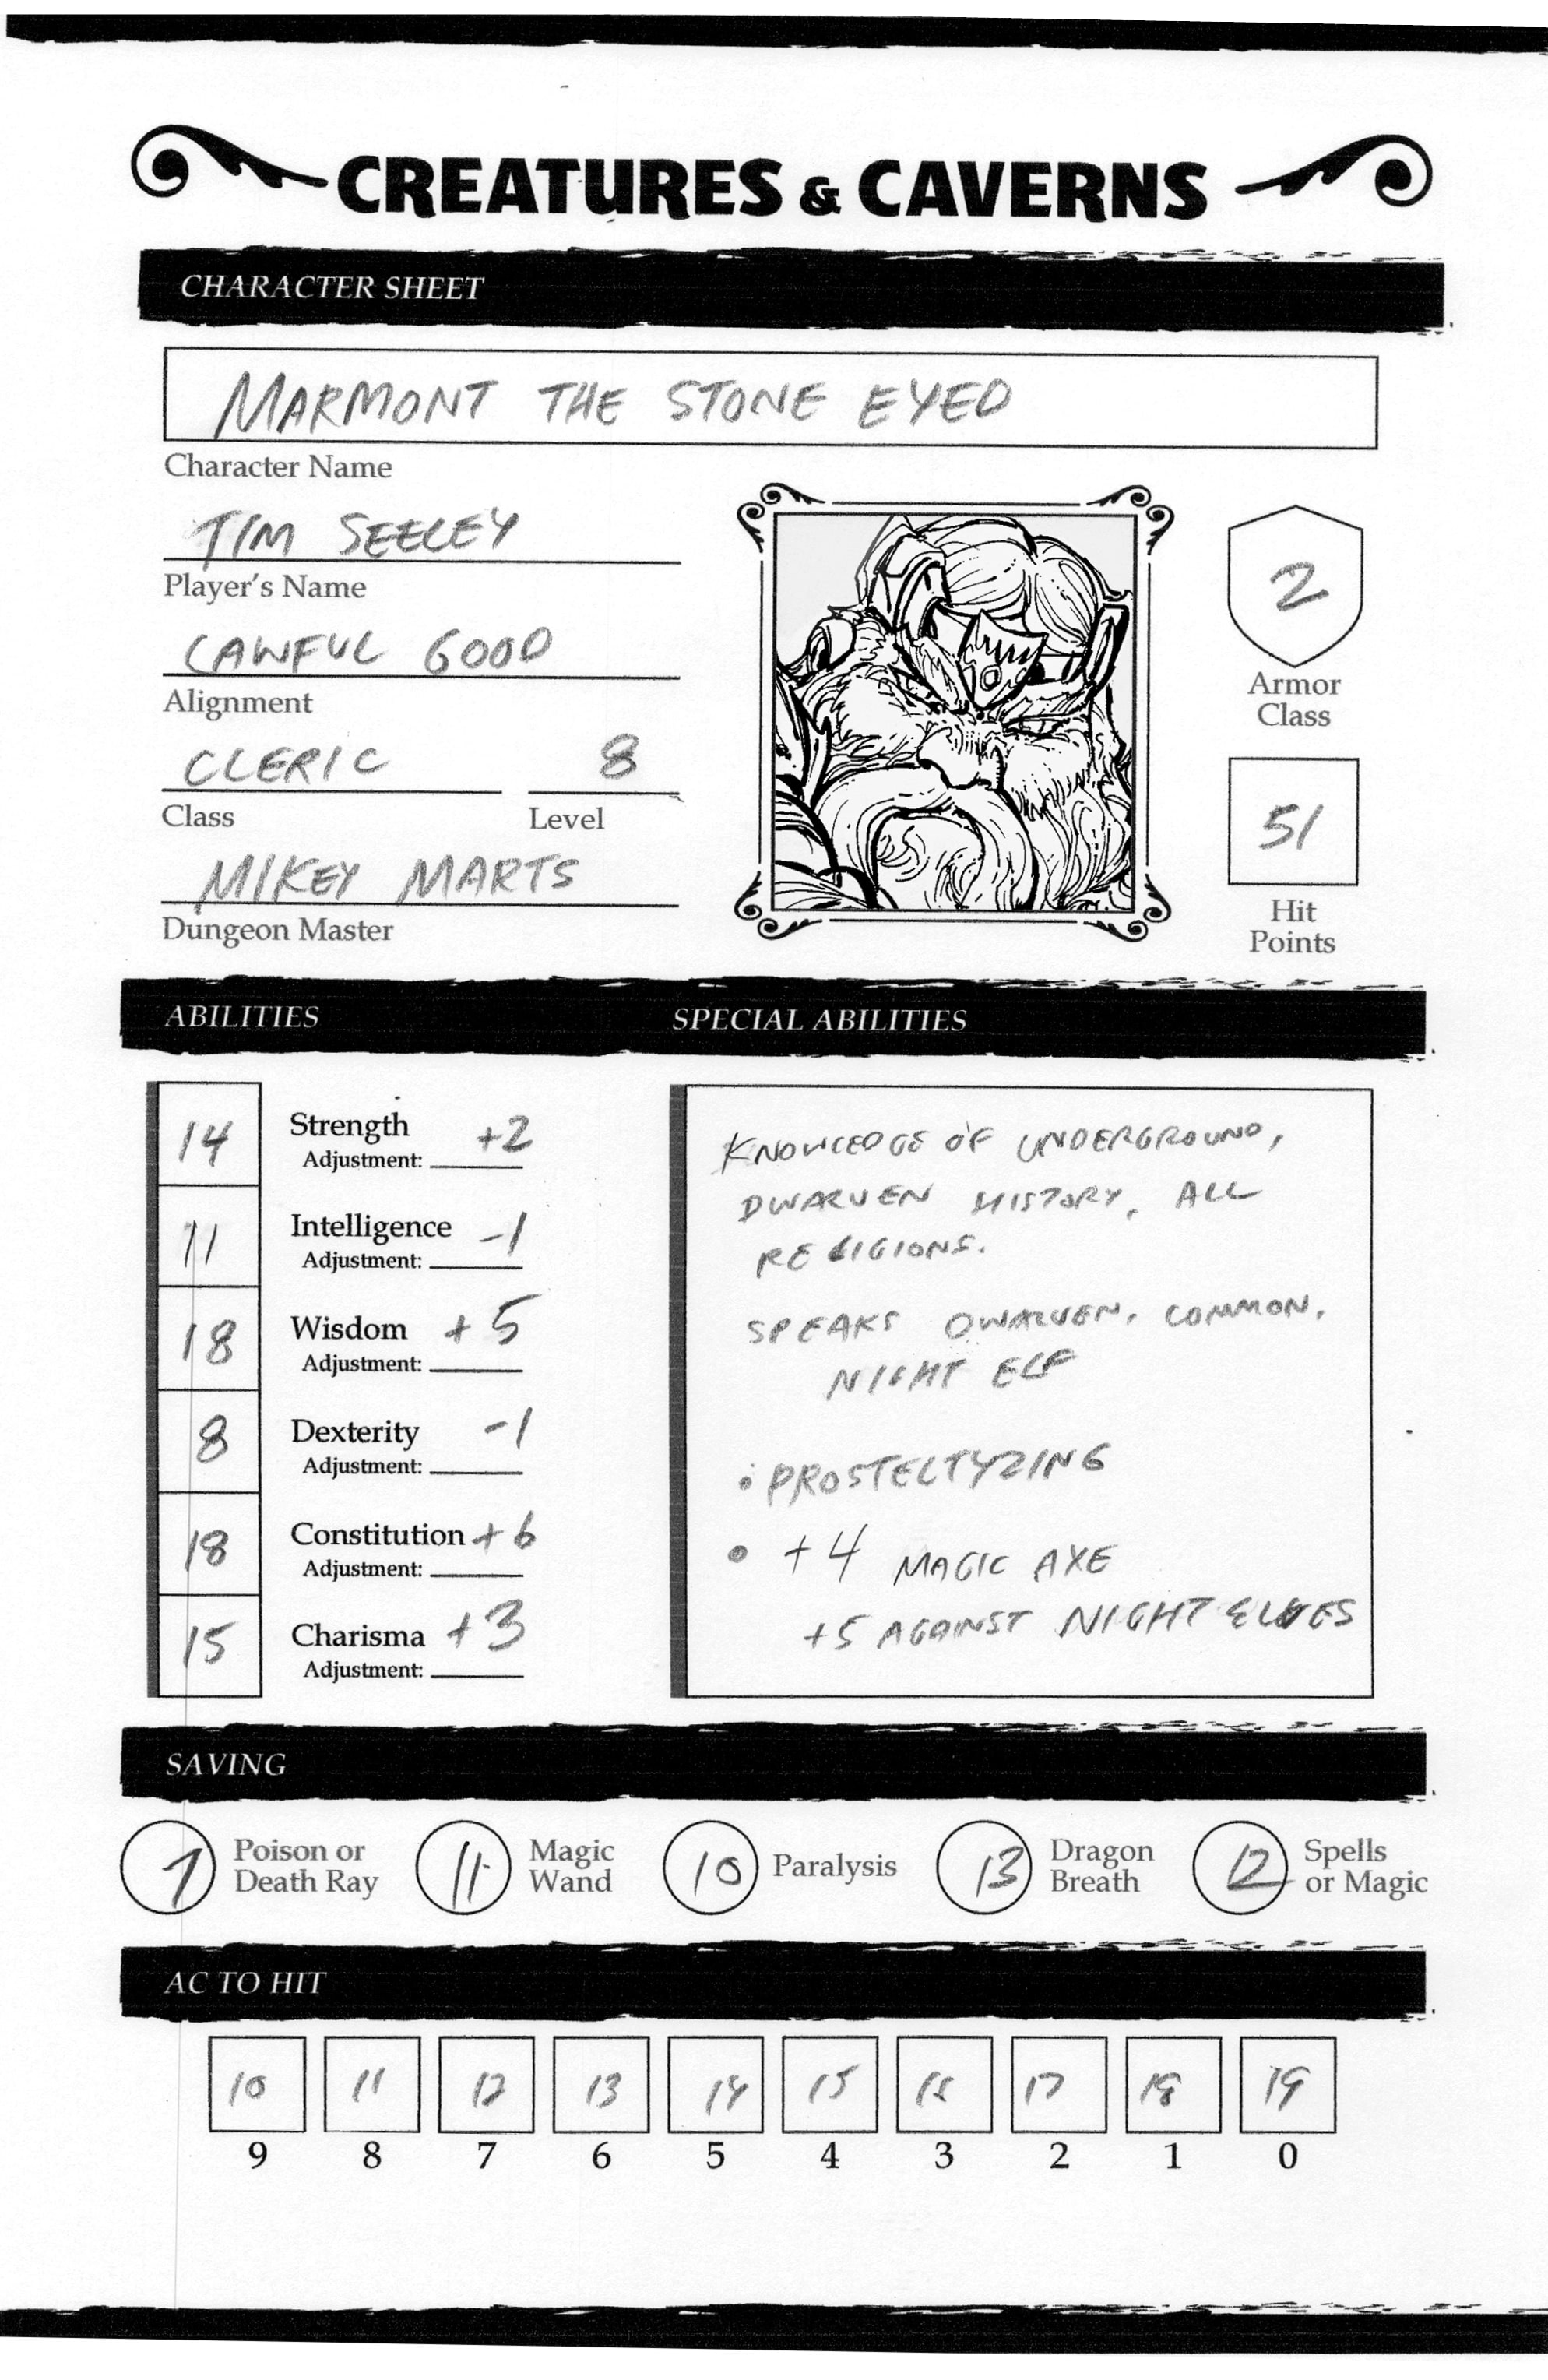 CREATURES & CAVERNS
CHARACTER SHEET
MARMONT THE STONE EYED
Character Name
TIM SEELEY
Player's Name
LAWFUL GOOD
Alignment
CLERIC 8
Class Level
MIKEY MARTS
Dungeon Master
2
Armor
Class
51
Hit
Points
ABILITIES SPECIAL ABILITIES
14 Strength +2
Adjustment:
11 Intelligence -1
Adjustment:
18 Wisdom +5
Adjustment:
8 Dexterity -1
Adjustment:
18 Constitution +6
Adjustment:
15 Charisma +3
Adjustment:
KNOWLEDGE OF UNDERGROUND,
DWARVEN HISTORY, ALL
RELIGIONS.
SPEAKS DWARVEN, COMMON,
NIGHT ELF
• PROSTELTYZING
• +4 MAGIC AXE
+5 AGAINST NIGHT ELVES
SAVING
7 Poison or
Death Ray
11 Magic
Wand
10 Paralysis
13 Dragon
Breath
12 Spells
or Magic
AC TO HIT
10 11 12 13 14 15 15 17 18 19
9 8 7 6 5 4 3 2 1 0